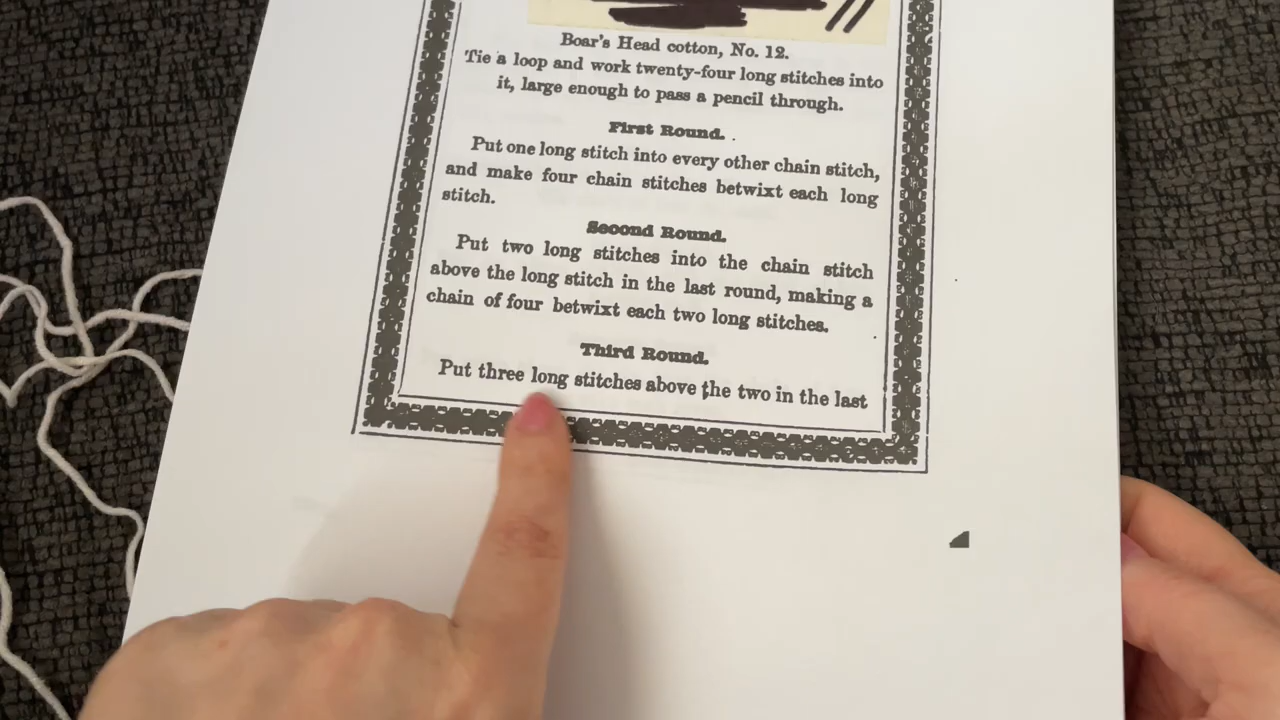 Boar's Head cotton, No. 12.
Tie a loop and work twenty-four long stitches into
it, large enough to pass a pencil through.
First Round.
Put one long stitch into every other chain stitch,
and make four chain stitches betwixt each long
stitch.
Second Round.
Put two long stitches into the chain stitch
above the long stitch in the last round, making a
chain of four betwixt each two long stitches.
Third Round.
Put three long stitches above the two in the last